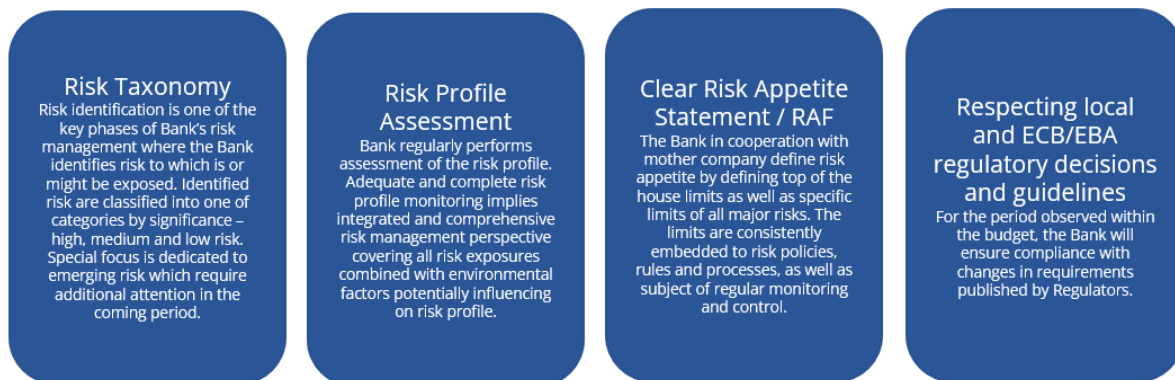 Risk Taxonomy
Risk identification is one of the
key phases of Bank's risk
management where the Bank
identifies risk to which is or
might be exposed. Identified
risk are classified into one of
categories by significance –
high, medium and low risk.
Special focus is dedicated to
emerging risk which require
additional attention in the
coming period.
Risk Profile
Assessment
Bank regularly performs
assessment of the risk profile.
Adequate and complete risk
profile monitoring implies
integrated and comprehensive
risk management perspective
covering all risk exposures
combined with environmental
factors potentially influencing
on risk profile.
Clear Risk Appetite
Statement / RAF
The Bank in cooperation with
mother company define risk
appetite by defining top of the
house limits as well as specific
limits of all major risks. The
limits are consistently
embedded to risk policies,
rules and processes, as well as
subject of regular monitoring
and control.
Respecting local
and ECB/EBA
regulatory decisions
and guidelines
For the period observed within
the budget, the Bank will
ensure compliance with
changes in requirements
published by Regulators.